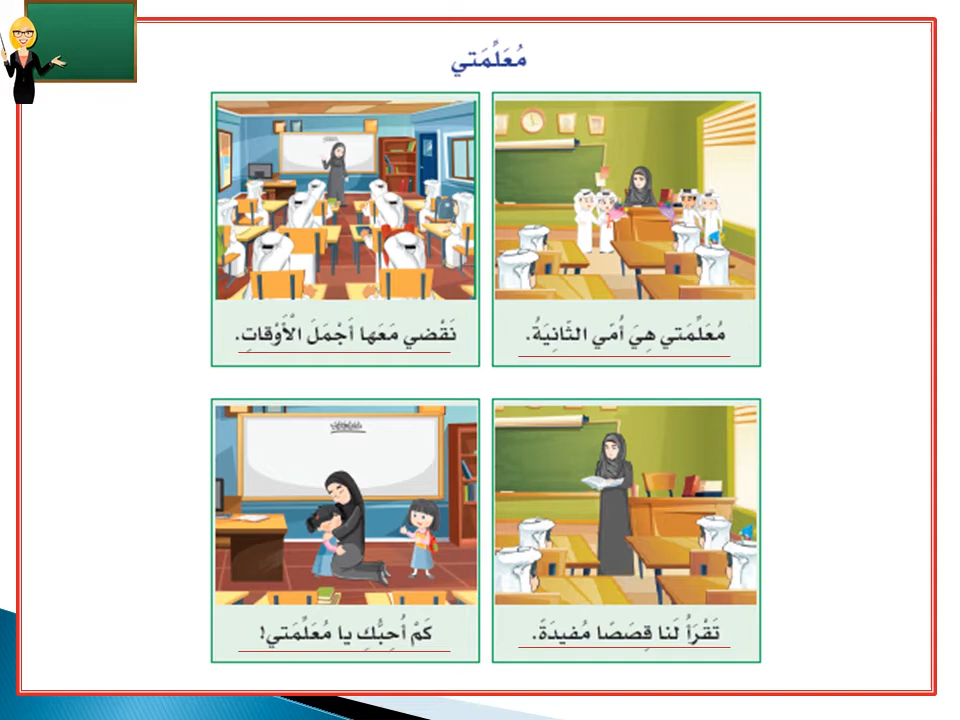 مُعَلِّمَتي
مُعَلِّمَتي هِيَ أُمّي الثّانِيَةُ.
نَقْضي مَعَها أَجْمَلَ الْأَوْقاتِ.
تَقْرَأُ لَنا قِصَصًا مُفيدَةً.
كَمْ أُحِبُّكِ يا مُعَلِّمَتي!